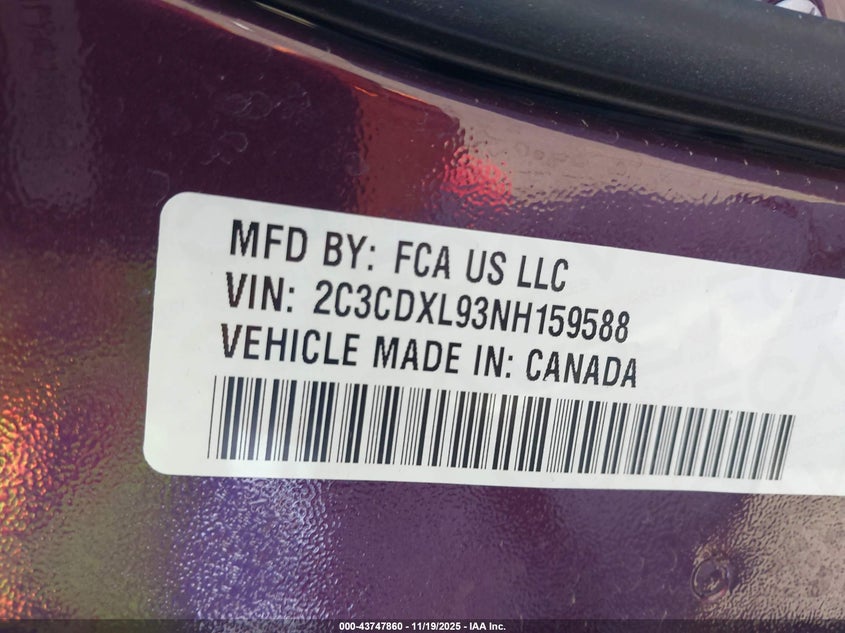 MFD BY: FCA US LLC
VIN: 2C3CDXL93NH159588
VEHICLE MADE IN: CANADA
000-43747860 - 11/19/2025 - IAA Inc.